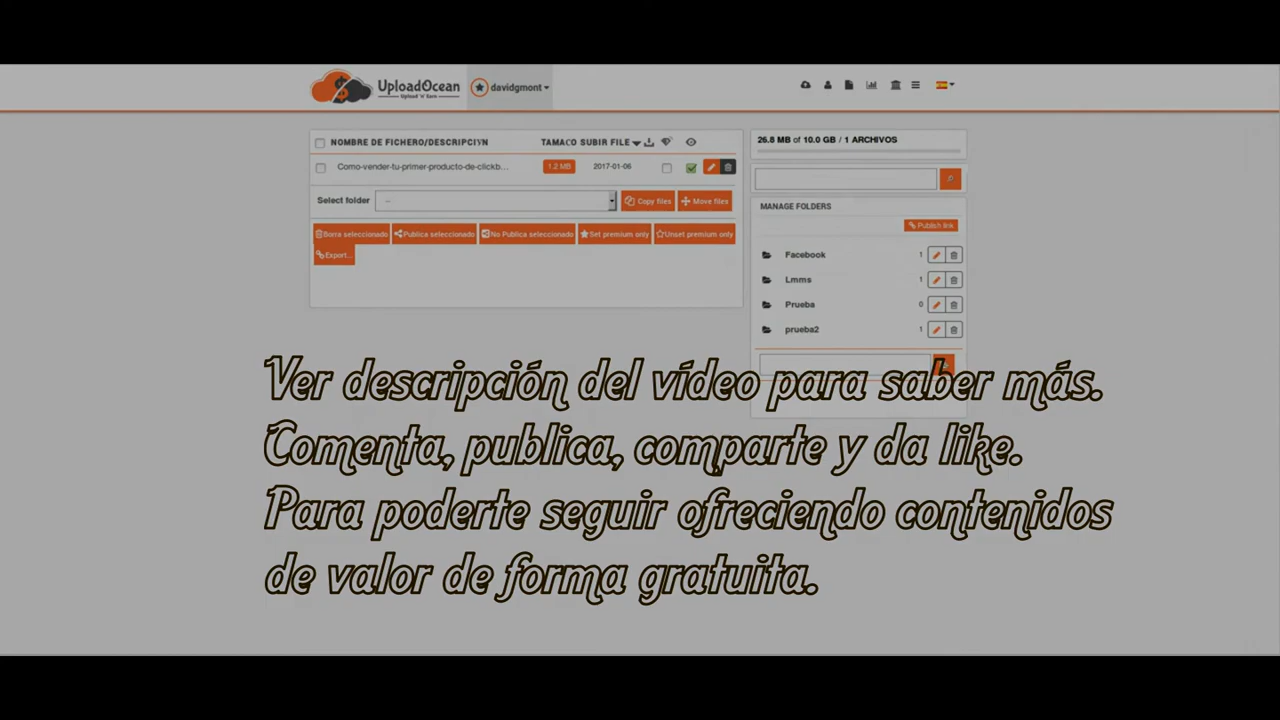 UploadOcean
Upload 'n' Earn
davidgmont
NOMBRE DE FICHERO/DESCRIPCIÓN TAMAÑO SUBIR FILE
Como-vender-tu-primer-producto-de-clickb... 1.2 MB 2017-01-06
Select folder -- Copy files Move files
Borra seleccionado Publica seleccionado No Publica seleccionado Set premium only Unset premium only
Export...
26.8 MB of 10.0 GB / 1 ARCHIVOS
MANAGE FOLDERS
Publish link
Facebook 1
Lmms 1
Prueba 0
prueba2 1
Ver descripción del vídeo para saber más.
Comenta, publica, comparte y da like.
Para poderte seguir ofreciendo contenidos
de valor de forma gratuita.